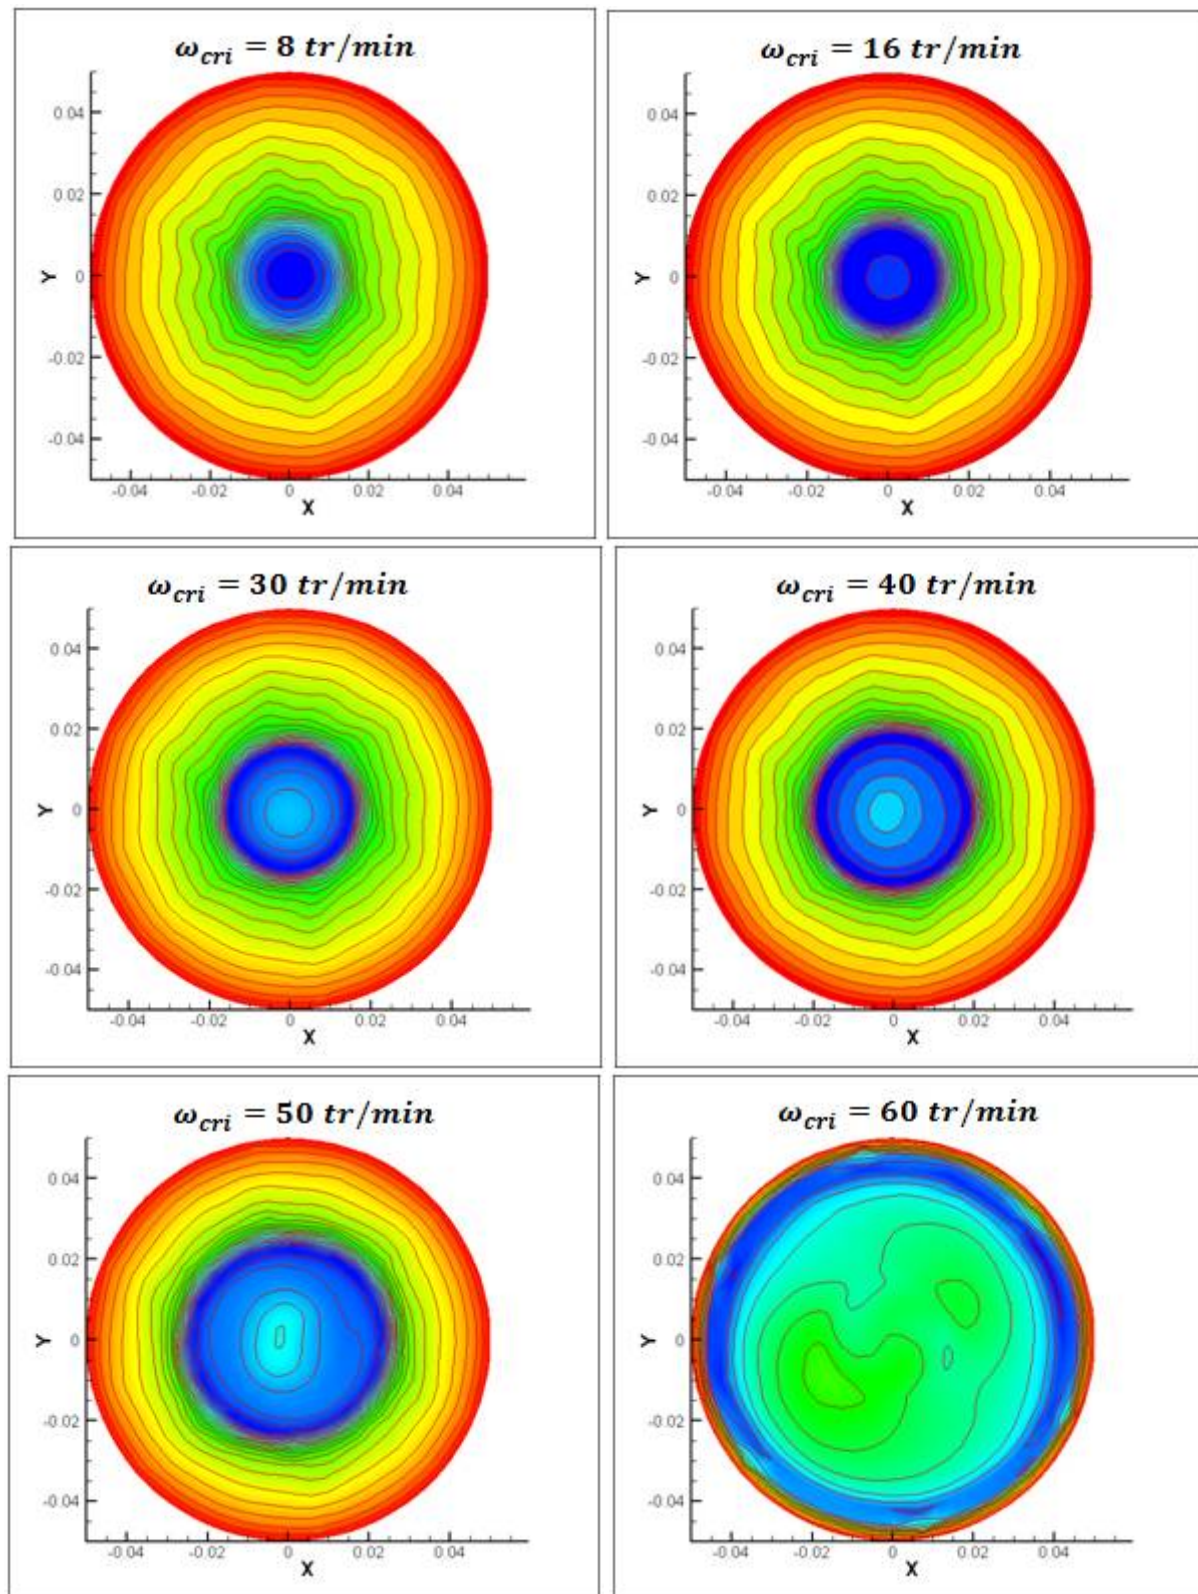 ω_cri = 8 tr/min
ω_cri = 16 tr/min
0.04
0.02
0
-0.02
-0.04
Y
-0.04 -0.02 0 0.02 0.04
X
0.04
0.02
0
-0.02
-0.04
Y
-0.04 -0.02 0 0.02 0.04
X
ω_cri = 30 tr/min
ω_cri = 40 tr/min
0.04
0.02
0
-0.02
-0.04
Y
-0.04 -0.02 0 0.02 0.04
X
0.04
0.02
0
-0.02
-0.04
Y
-0.04 -0.02 0 0.02 0.04
X
ω_cri = 50 tr/min
ω_cri = 60 tr/min
0.04
0.02
0
-0.02
-0.04
Y
-0.04 -0.02 0 0.02 0.04
X
0.04
0.02
0
-0.02
-0.04
Y
-0.04 -0.02 0 0.02 0.04
X